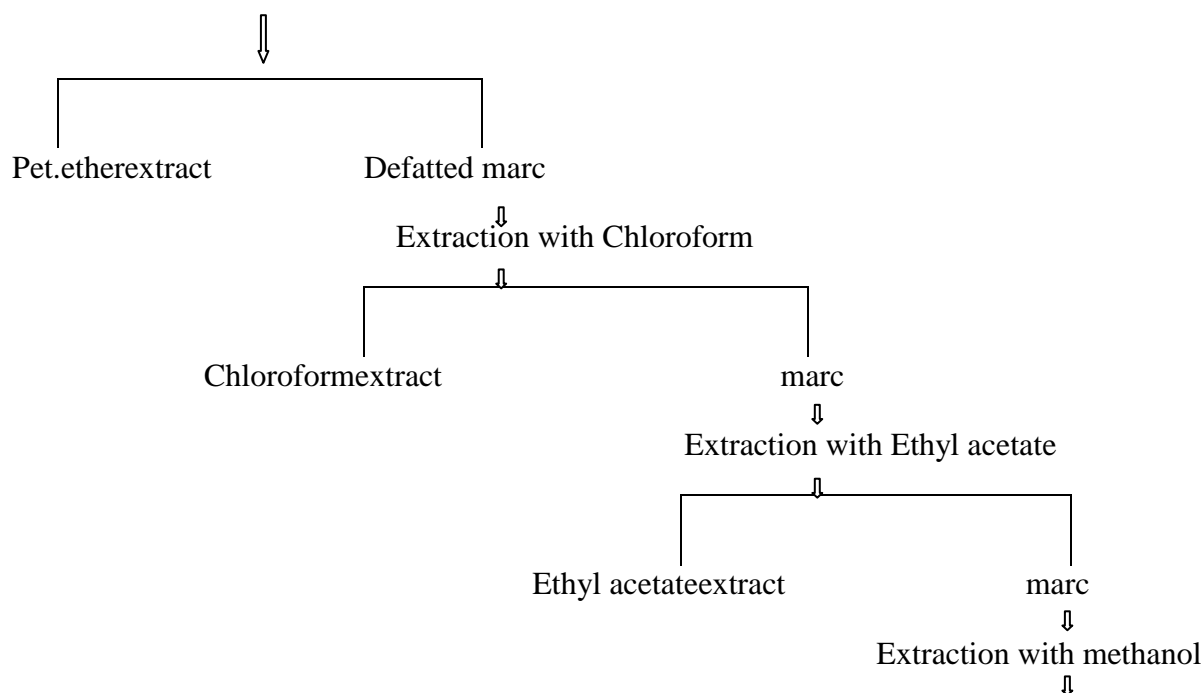 Pet.etherextract Defatted marc
Extraction with Chloroform
Chloroformextract marc
Extraction with Ethyl acetate
Ethyl acetateextract marc
Extraction with methanol